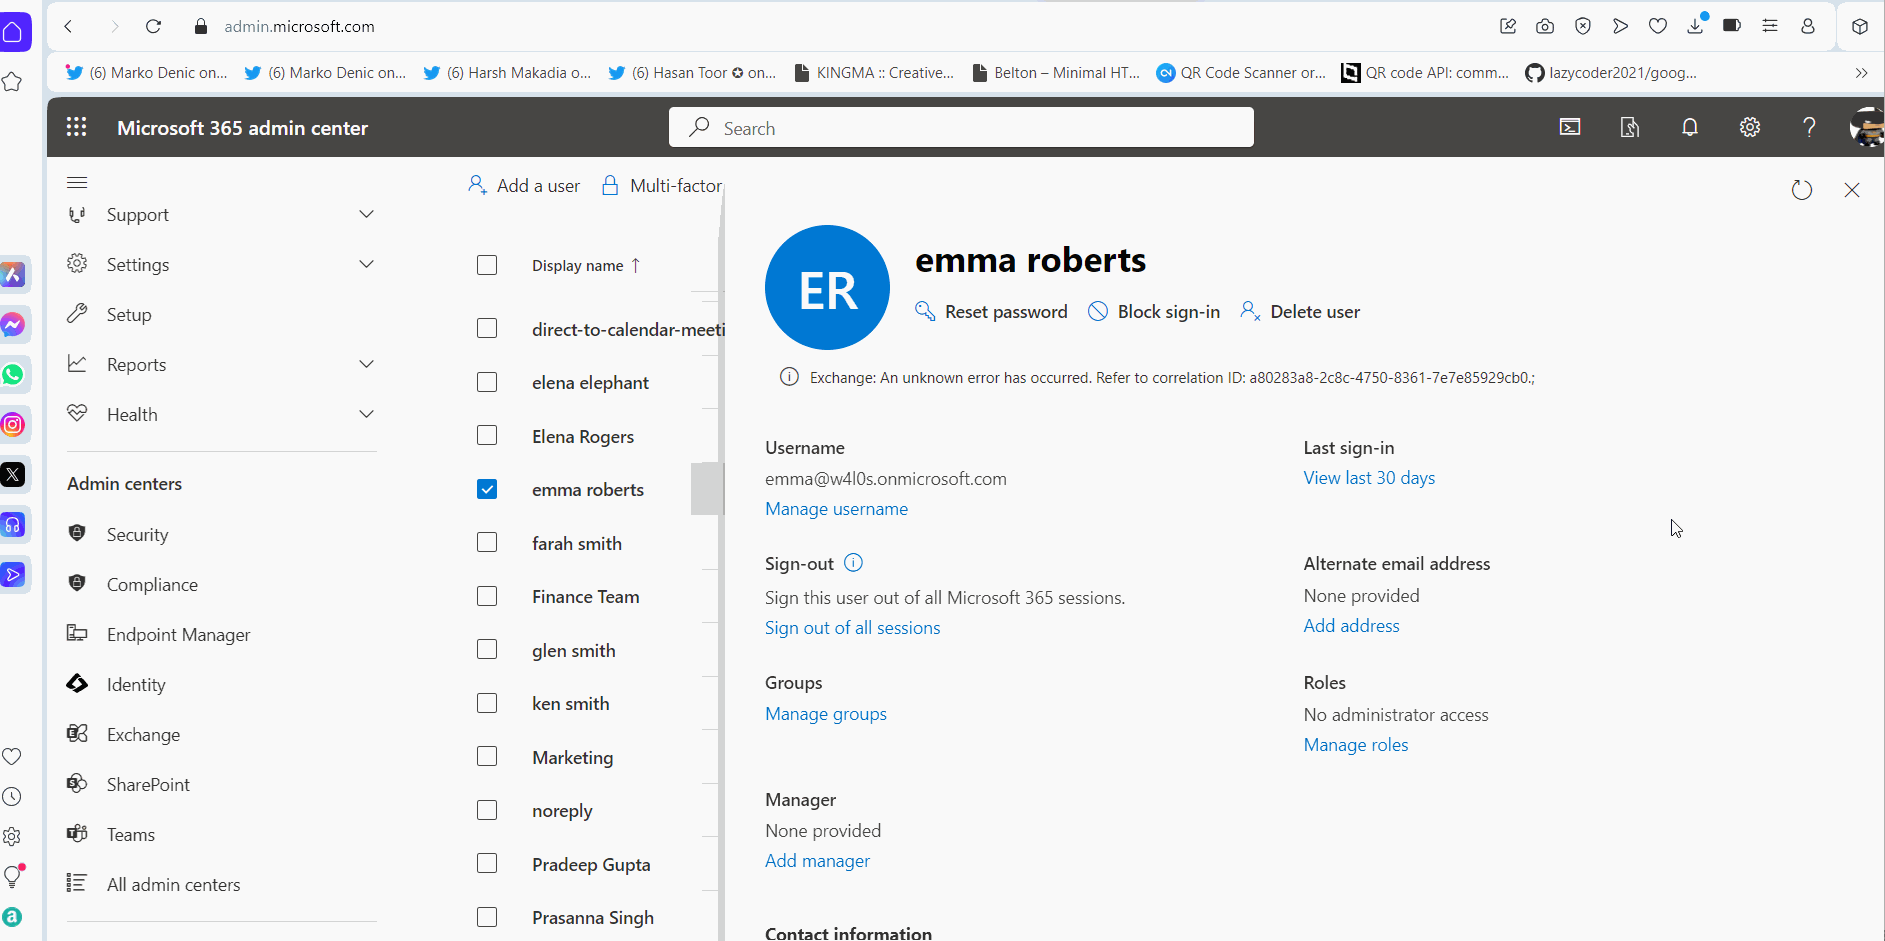 admin.microsoft.com
(6) Marko Denic on...
(6) Marko Denic on...
(6) Harsh Makadia o...
(6) Hasan Toor ✪ on...
KINGMA :: Creative...
Belton – Minimal HT...
QR Code Scanner or...
QR code API: comm...
lazycoder2021/goog...
Microsoft 365 admin center
Search
Support
Settings
Setup
Reports
Health
Admin centers
Security
Compliance
Endpoint Manager
Identity
Exchange
SharePoint
Teams
All admin centers
Add a user
Multi-factor
Display name ↑
direct-to-calendar-meeti
elena elephant
Elena Rogers
emma roberts
farah smith
Finance Team
glen smith
ken smith
Marketing
noreply
Pradeep Gupta
Prasanna Singh
ER
emma roberts
Reset password
Block sign-in
Delete user
Exchange: An unknown error has occurred. Refer to correlation ID: a80283a8-2c8c-4750-8361-7e7e85929cb0.;
Username
emma@w4l0s.onmicrosoft.com
Manage username
Last sign-in
View last 30 days
Sign-out
Sign this user out of all Microsoft 365 sessions.
Sign out of all sessions
Alternate email address
None provided
Add address
Groups
Manage groups
Roles
No administrator access
Manage roles
Manager
None provided
Add manager
Contact information